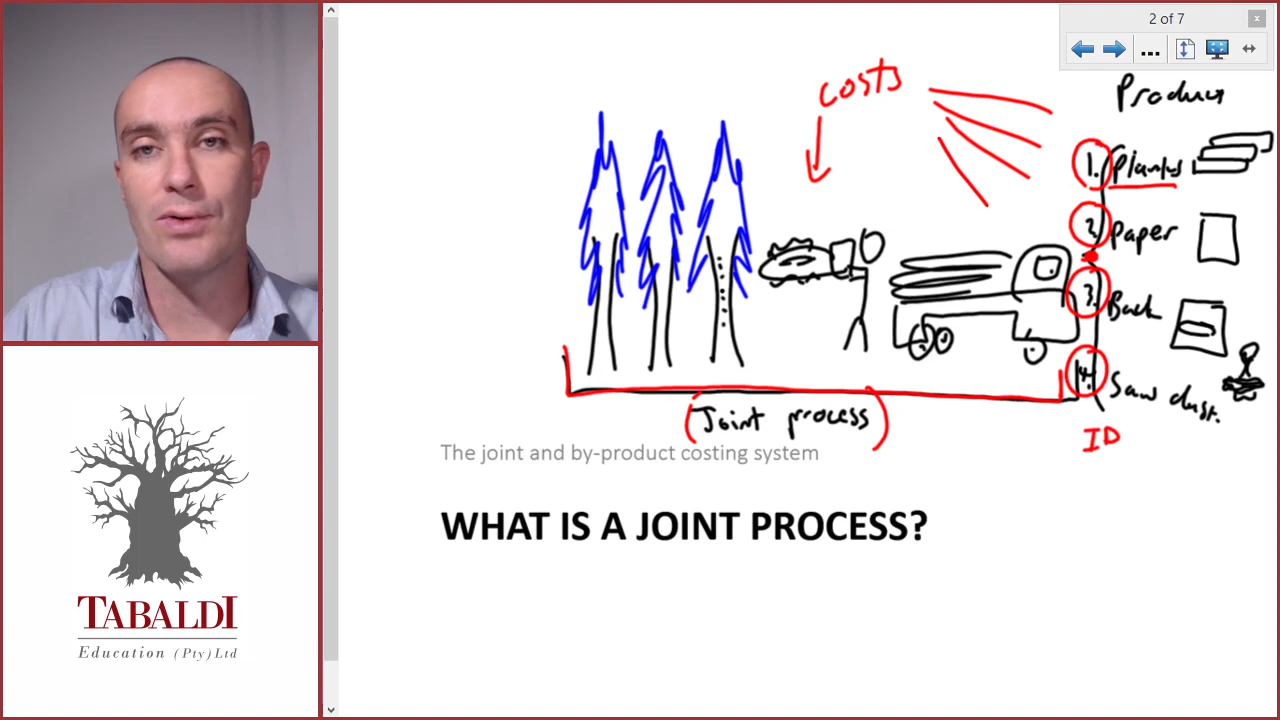 2 of 7
x
...
costs
Product
1. Planks
2. Paper
3. Bark
4. Saw dust.
ID
(Joint process)
The joint and by-product costing system
WHAT IS A JOINT PROCESS?
TABALDI
Education (Pty) Ltd